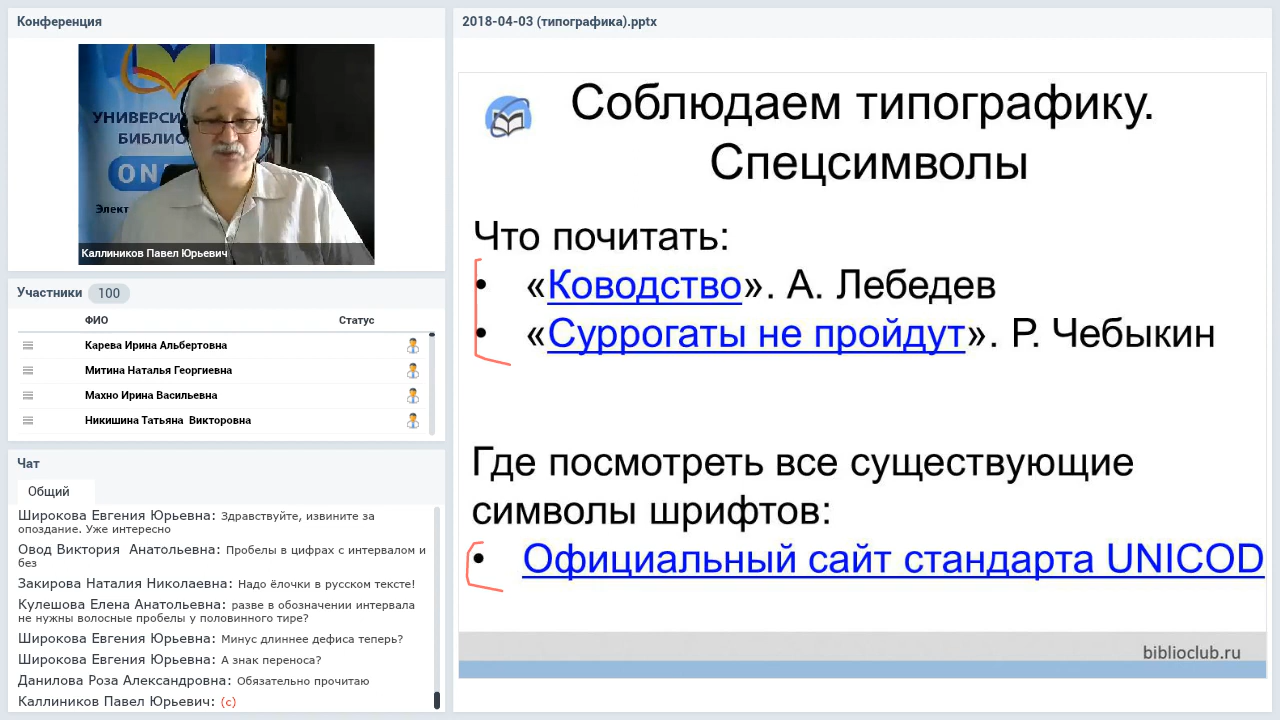 Конференция
УНИВЕРСИ
БИБЛИО
ON
Элект
Каллиников Павел Юрьевич
Участники 100
ФИО Статус
Карева Ирина Альбертовна
Митина Наталья Георгиевна
Махно Ирина Васильевна
Никишина Татьяна Викторовна
Чат
Общий
Широкова Евгения Юрьевна: Здравствуйте, извините за
опоздание. Уже интересно
Овод Виктория Анатольевна: Пробелы в цифрах с интервалом и
без
Закирова Наталия Николаевна: Надо ёлочки в русском тексте!
Кулешова Елена Анатольевна: разве в обозначении интервала
не нужны волосные пробелы у половинного тире?
Широкова Евгения Юрьевна: Минус длиннее дефиса теперь?
Широкова Евгения Юрьевна: А знак переноса?
Данилова Роза Александровна: Обязательно прочитаю
Каллиников Павел Юрьевич: (c)
2018-04-03 (типографика).pptx
Соблюдаем типографику.
Спецсимволы
Что почитать:
• «Ководство». А. Лебедев
• «Суррогаты не пройдут». Р. Чебыкин
Где посмотреть все существующие
символы шрифтов:
• Официальный сайт стандарта UNICOD
biblioclub.ru